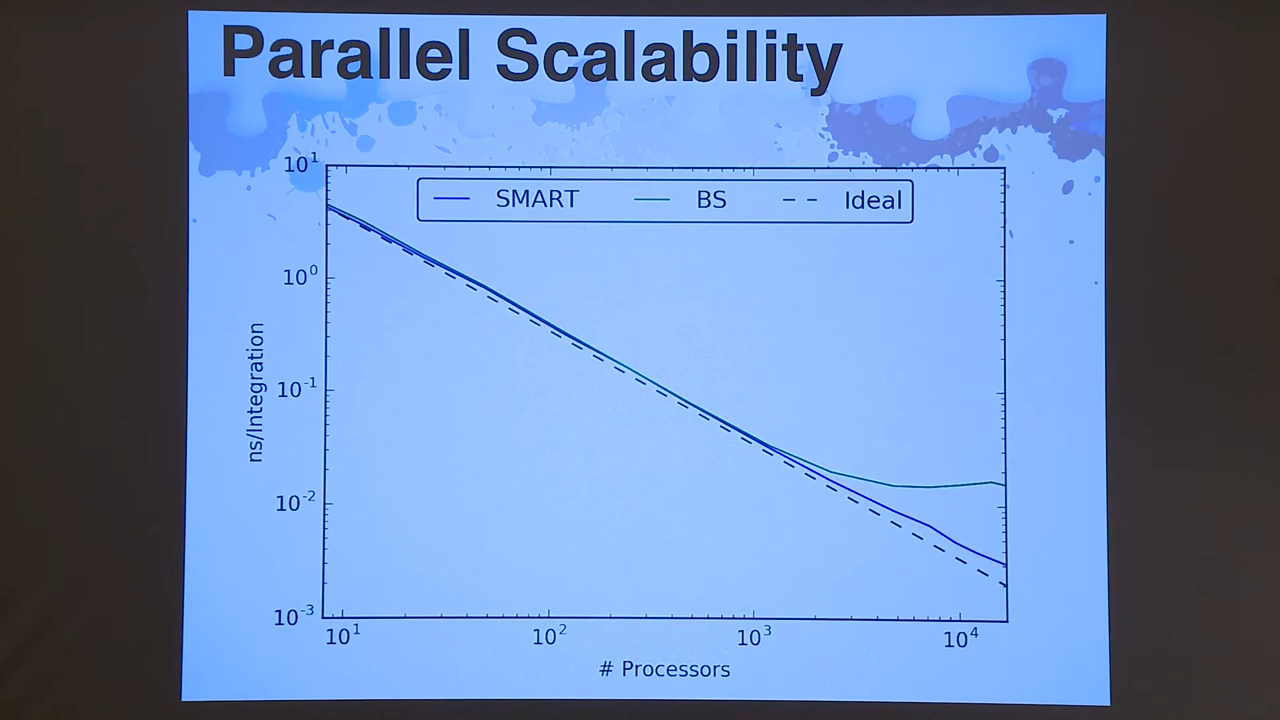 Parallel Scalability
10¹
SMART BS Ideal
10⁰
10⁻¹
10⁻²
10⁻³
ns/Integration
10¹ 10² 10³ 10⁴
# Processors